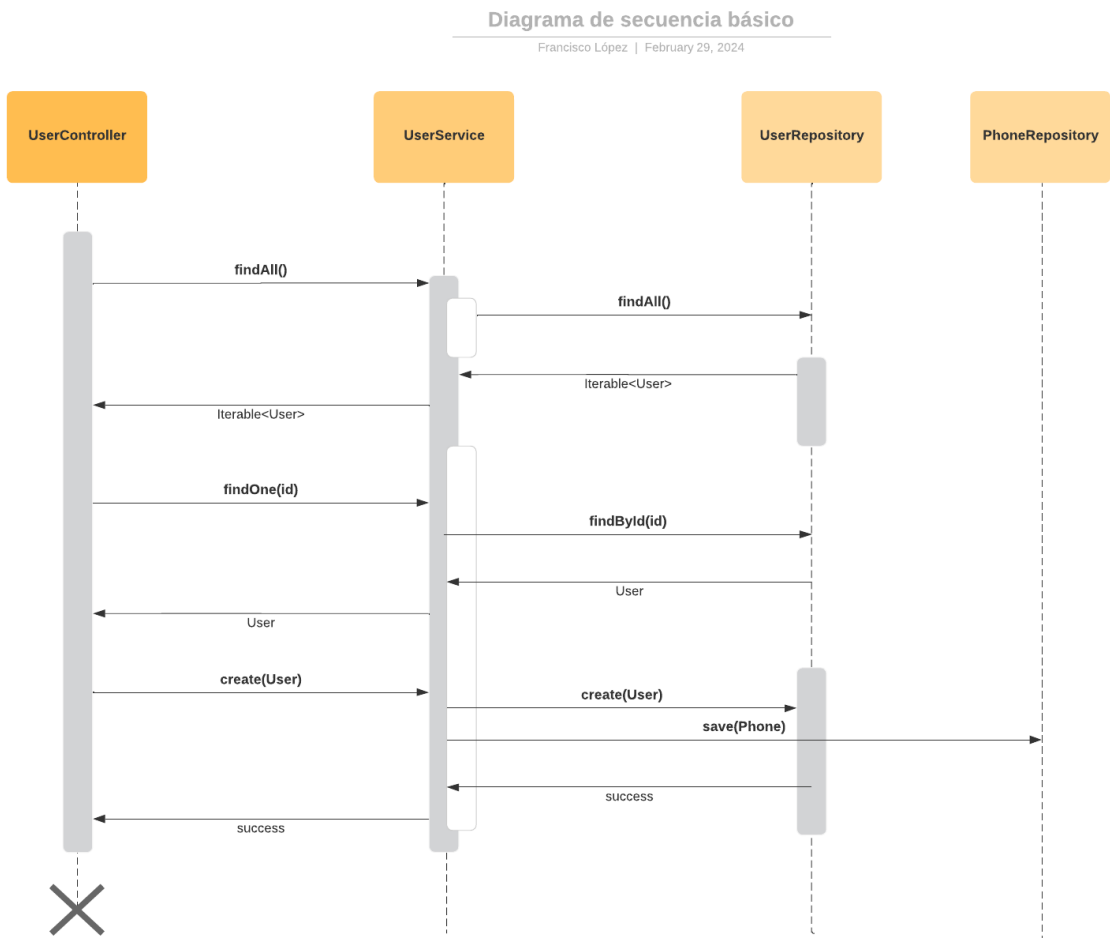 Diagrama de secuencia básico
Francisco López | February 29, 2024
UserController
UserService
UserRepository
PhoneRepository
findAll()
findAll()
Iterable<User>
Iterable<User>
findOne(id)
findById(id)
User
User
create(User)
create(User)
save(Phone)
success
success